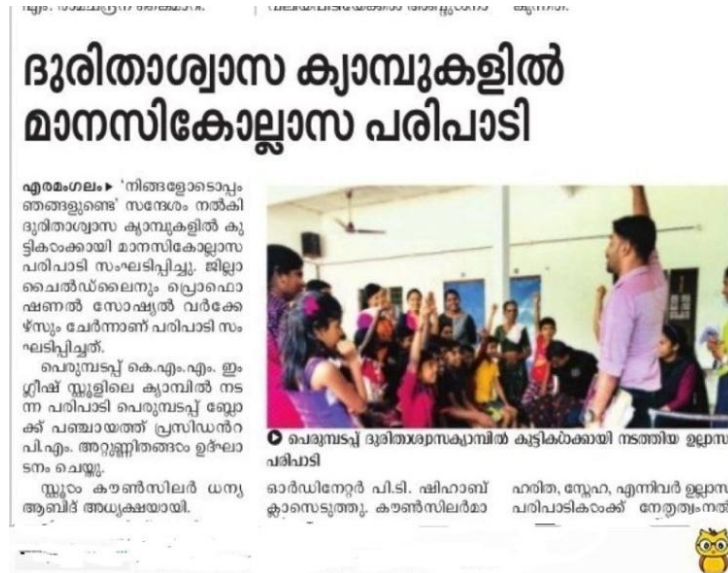 ദുരിതാശ്വാസ ക്യാമ്പുകളിൽ
മാനസികോല്ലാസ പരിപാടി
എരമംഗലം ▶ 'നിങ്ങളോടൊപ്പം
ഞങ്ങളുണ്ടെ' സന്ദേശം നൽകി
ദുരിതാശ്വാസ ക്യാമ്പുകളിൽ കു
ട്ടികൾക്കായി മാനസികോല്ലാസ
പരിപാടി സംഘടിപ്പിച്ചു. ജില്ലാ
ചൈൽഡ്‌ലൈനും പ്രൊഫൊ
ഷണൽ സോഷ്യൽ വർക്കേ
ഴ്സും ചേർന്നാണ് പരിപാടി സം
ഘടിപ്പിച്ചത്.
പെരുമ്പടപ്പ് കെ.എം.എം. ഇം
ഗ്ലീഷ് സ്കൂളിലെ ക്യാമ്പിൽ നട
ന്ന പരിപാടി പെരുമ്പടപ്പ് ബ്ലോ
ക്ക് പഞ്ചായത്ത് പ്രസിഡൻറ
പി.എം. അറ്റുണ്ണിതങ്ങൾ ഉദ്ഘാ
ടനം ചെയ്തു.
സ്കൂൾ കൗൺസിലർ ധന്യ
ആബിദ് അധ്യക്ഷയായി.
പെരുമ്പടപ്പ് ദുരിതാശ്വാസക്യാമ്പിൽ കുട്ടികൾക്കായി നടത്തിയ ഉല്ലാസ
പരിപാടി
ഓർഡിനേറ്റർ പി.ടി. ഷിഹാബ്
ക്ലാസെടുത്തു. കൗൺസിലർമാ
ഹരിത, സ്നേഹ, എന്നിവർ ഉല്ലാസ
പരിപാടികൾക്ക് നേതൃത്വംനൽ